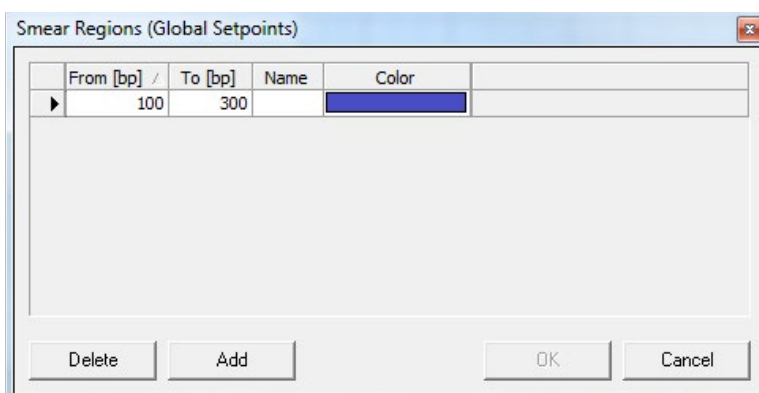 Smear Regions (Global Setpoints)
From [bp] To [bp] Name Color
100 300
Delete Add OK Cancel